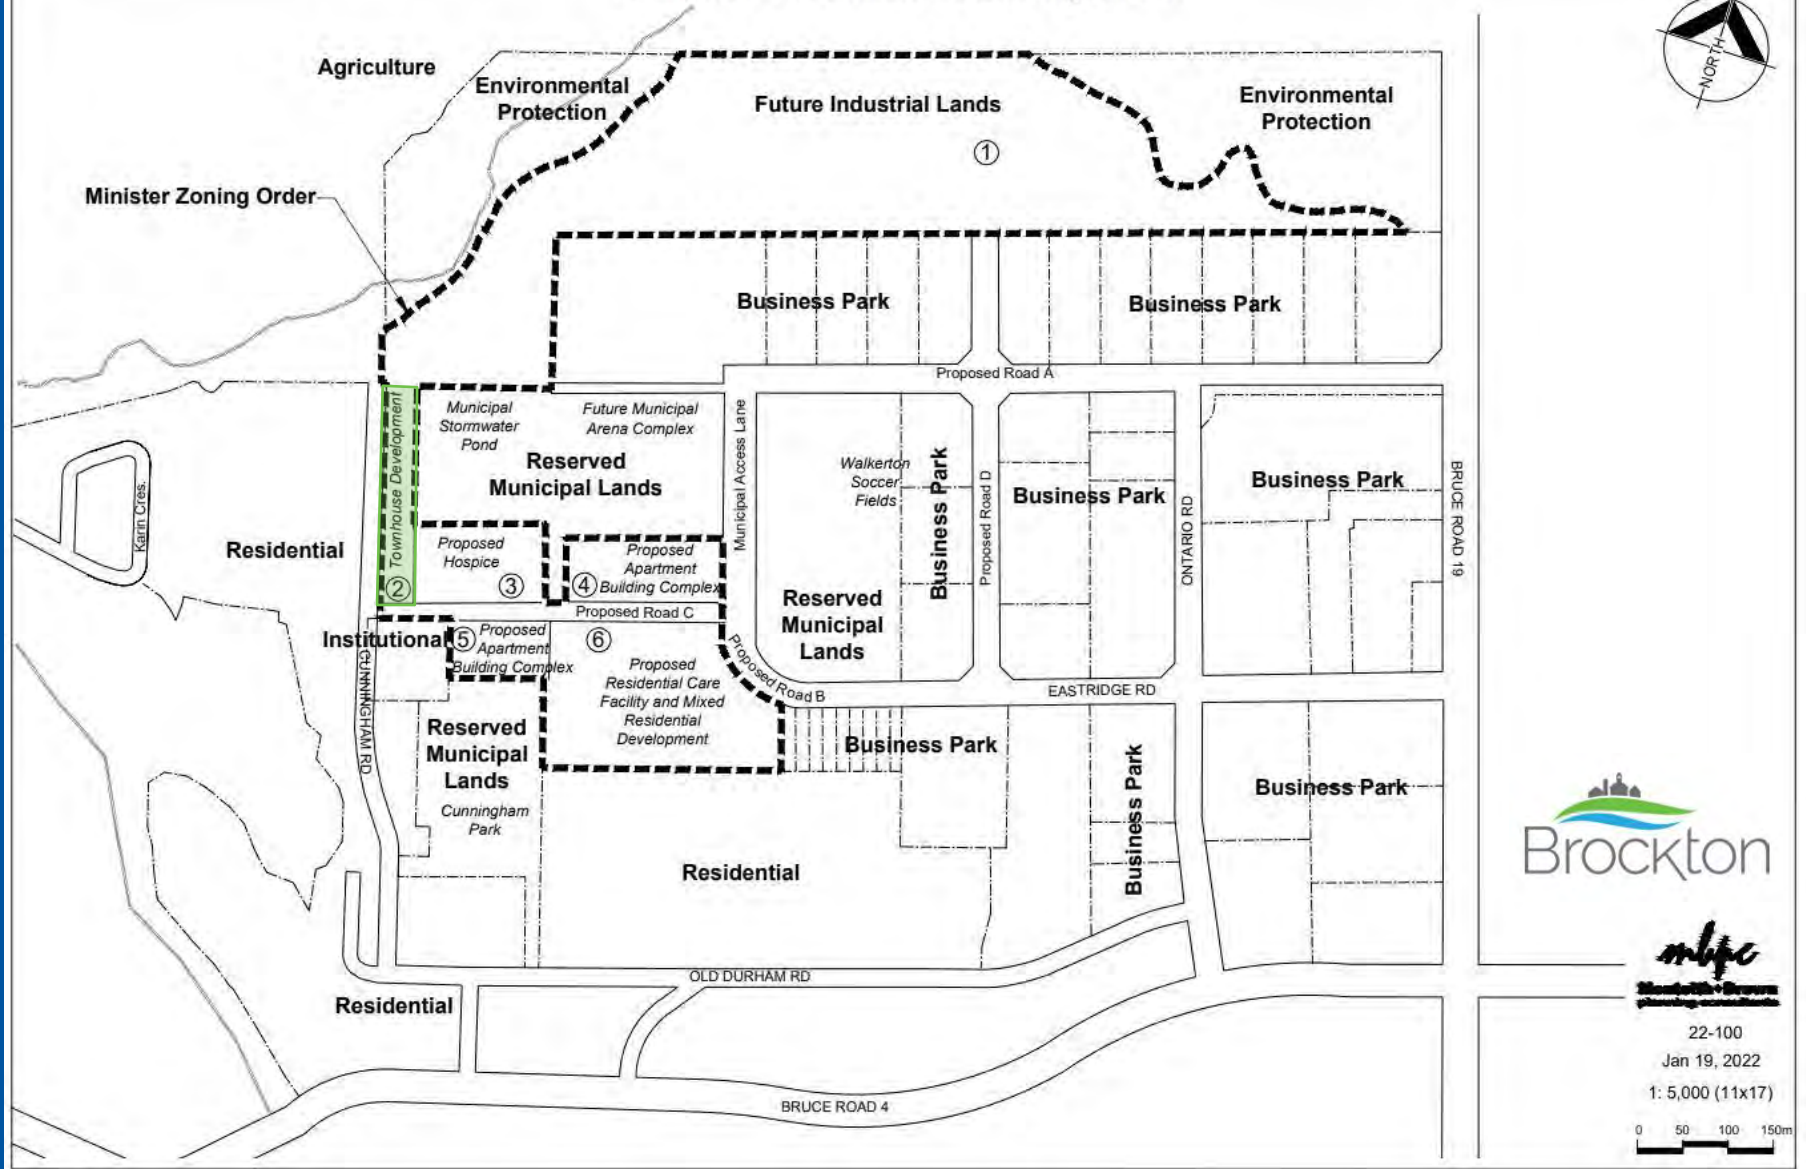 NORTH
Agriculture
Environmental
Protection
Future Industrial Lands
①
Environmental
Protection
Minister Zoning Order
Business Park
Business Park
Proposed Road A
Townhouse Development
②
Municipal
Stormwater
Pond
Future Municipal
Arena Complex
Reserved
Municipal Lands
Municipal Access Lane
Walkerton
Soccer
Fields
Business Park
Proposed Road D
Business Park
ONTARIO RD
Business Park
BRUCE ROAD 19
Karin Cres.
Residential
Proposed
Hospice
③
④
Proposed
Apartment
Building Complex
Reserved
Municipal
Lands
Proposed Road C
Institutional
⑤
Proposed
Apartment
Building Complex
⑥
Proposed
Residential Care
Facility and Mixed
Residential
Development
Proposed Road B
EASTRIDGE RD
CUNNINGHAM RD
Reserved
Municipal
Lands
Cunningham
Park
Business Park
Business Park
Business Park
Residential
Brockton
OLD DURHAM RD
Residential
BRUCE ROAD 4
mbpc
Monteith+Brown
planning consultants
22-100
Jan 19, 2022
1: 5,000 (11x17)
0 50 100 150m